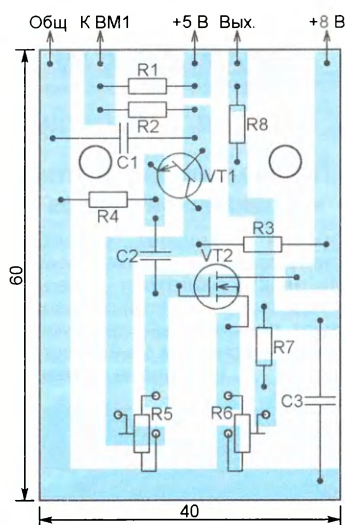 Общ К ВМ1 +5 В Вых. +8 В
R1
R2
R8
C1
VT1
R4
R3
C2
VT2
60
R7
R5 R6
C3
40